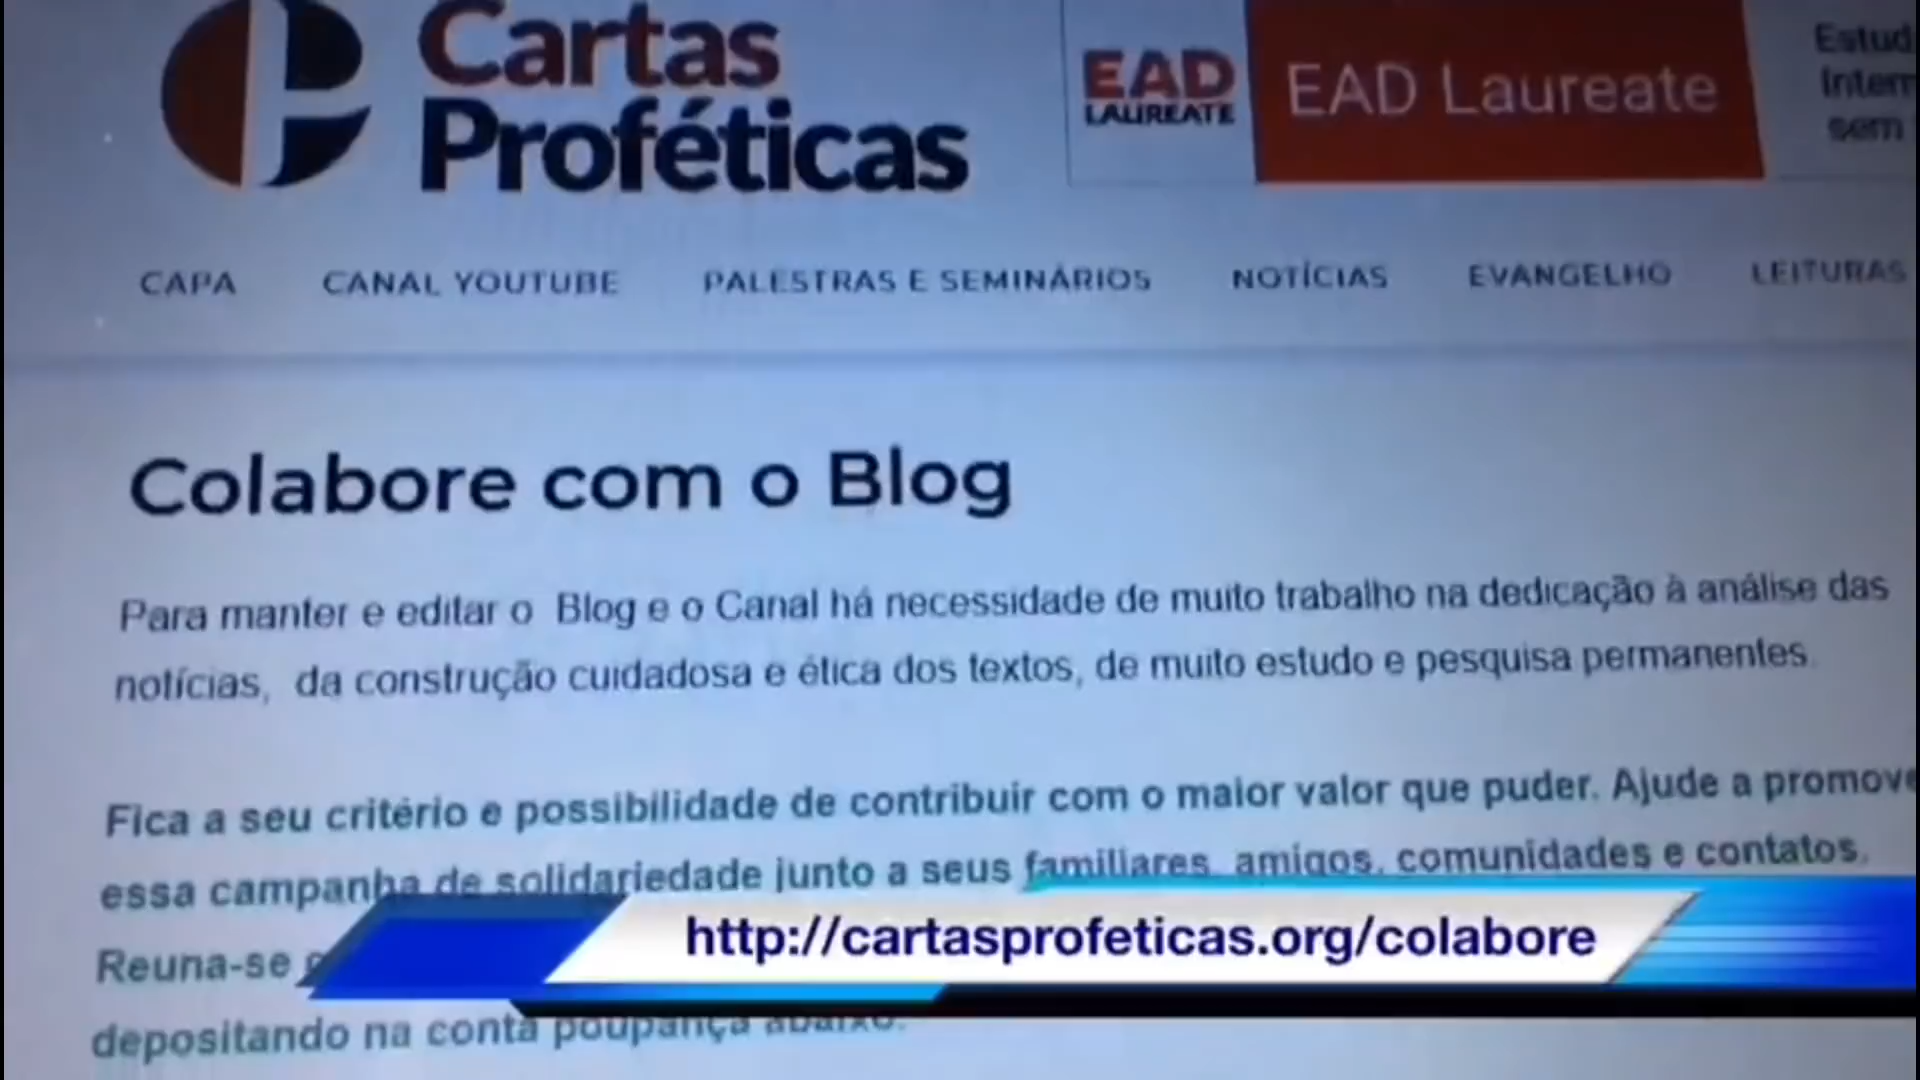 Cartas
Proféticas
EAD
LAUREATE
EAD Laureate
CAPA CANAL YOUTUBE PALESTRAS E SEMINÁRIOS NOTÍCIAS EVANGELHO LEITURAS
Colabore com o Blog
Para manter e editar o Blog e o Canal há necessidade de muito trabalho na dedicação à análise das
notícias, da construção cuidadosa e ética dos textos, de muito estudo e pesquisa permanentes.
Fica a seu critério e possibilidade de contribuir com o maior valor que puder. Ajude a
essa campanha de solidariedade junto a seus familiares, amigos, comunidades e contatos.
Reuna-se
http://cartasprofeticas.org/colabore
depositando na conta poupança abaixo.